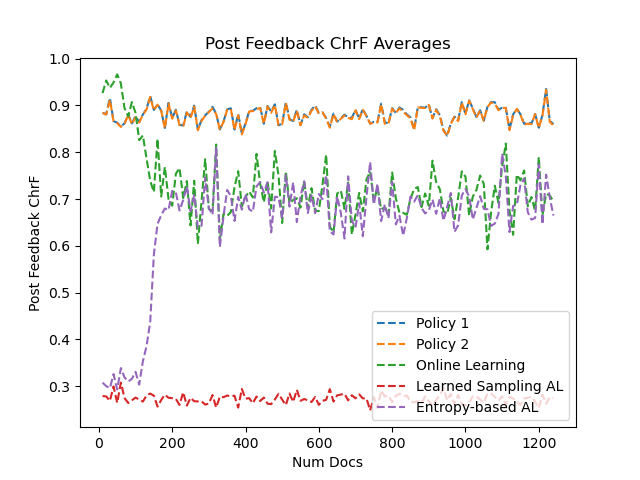 Post Feedback ChrF Averages
1.0
0.9
0.8
0.7
0.6
0.5
0.4
0.3
Post Feedback ChrF
0
200
400
600
800
1000
1200
Num Docs
Policy 1
Policy 2
Online Learning
Learned Sampling AL
Entropy-based AL